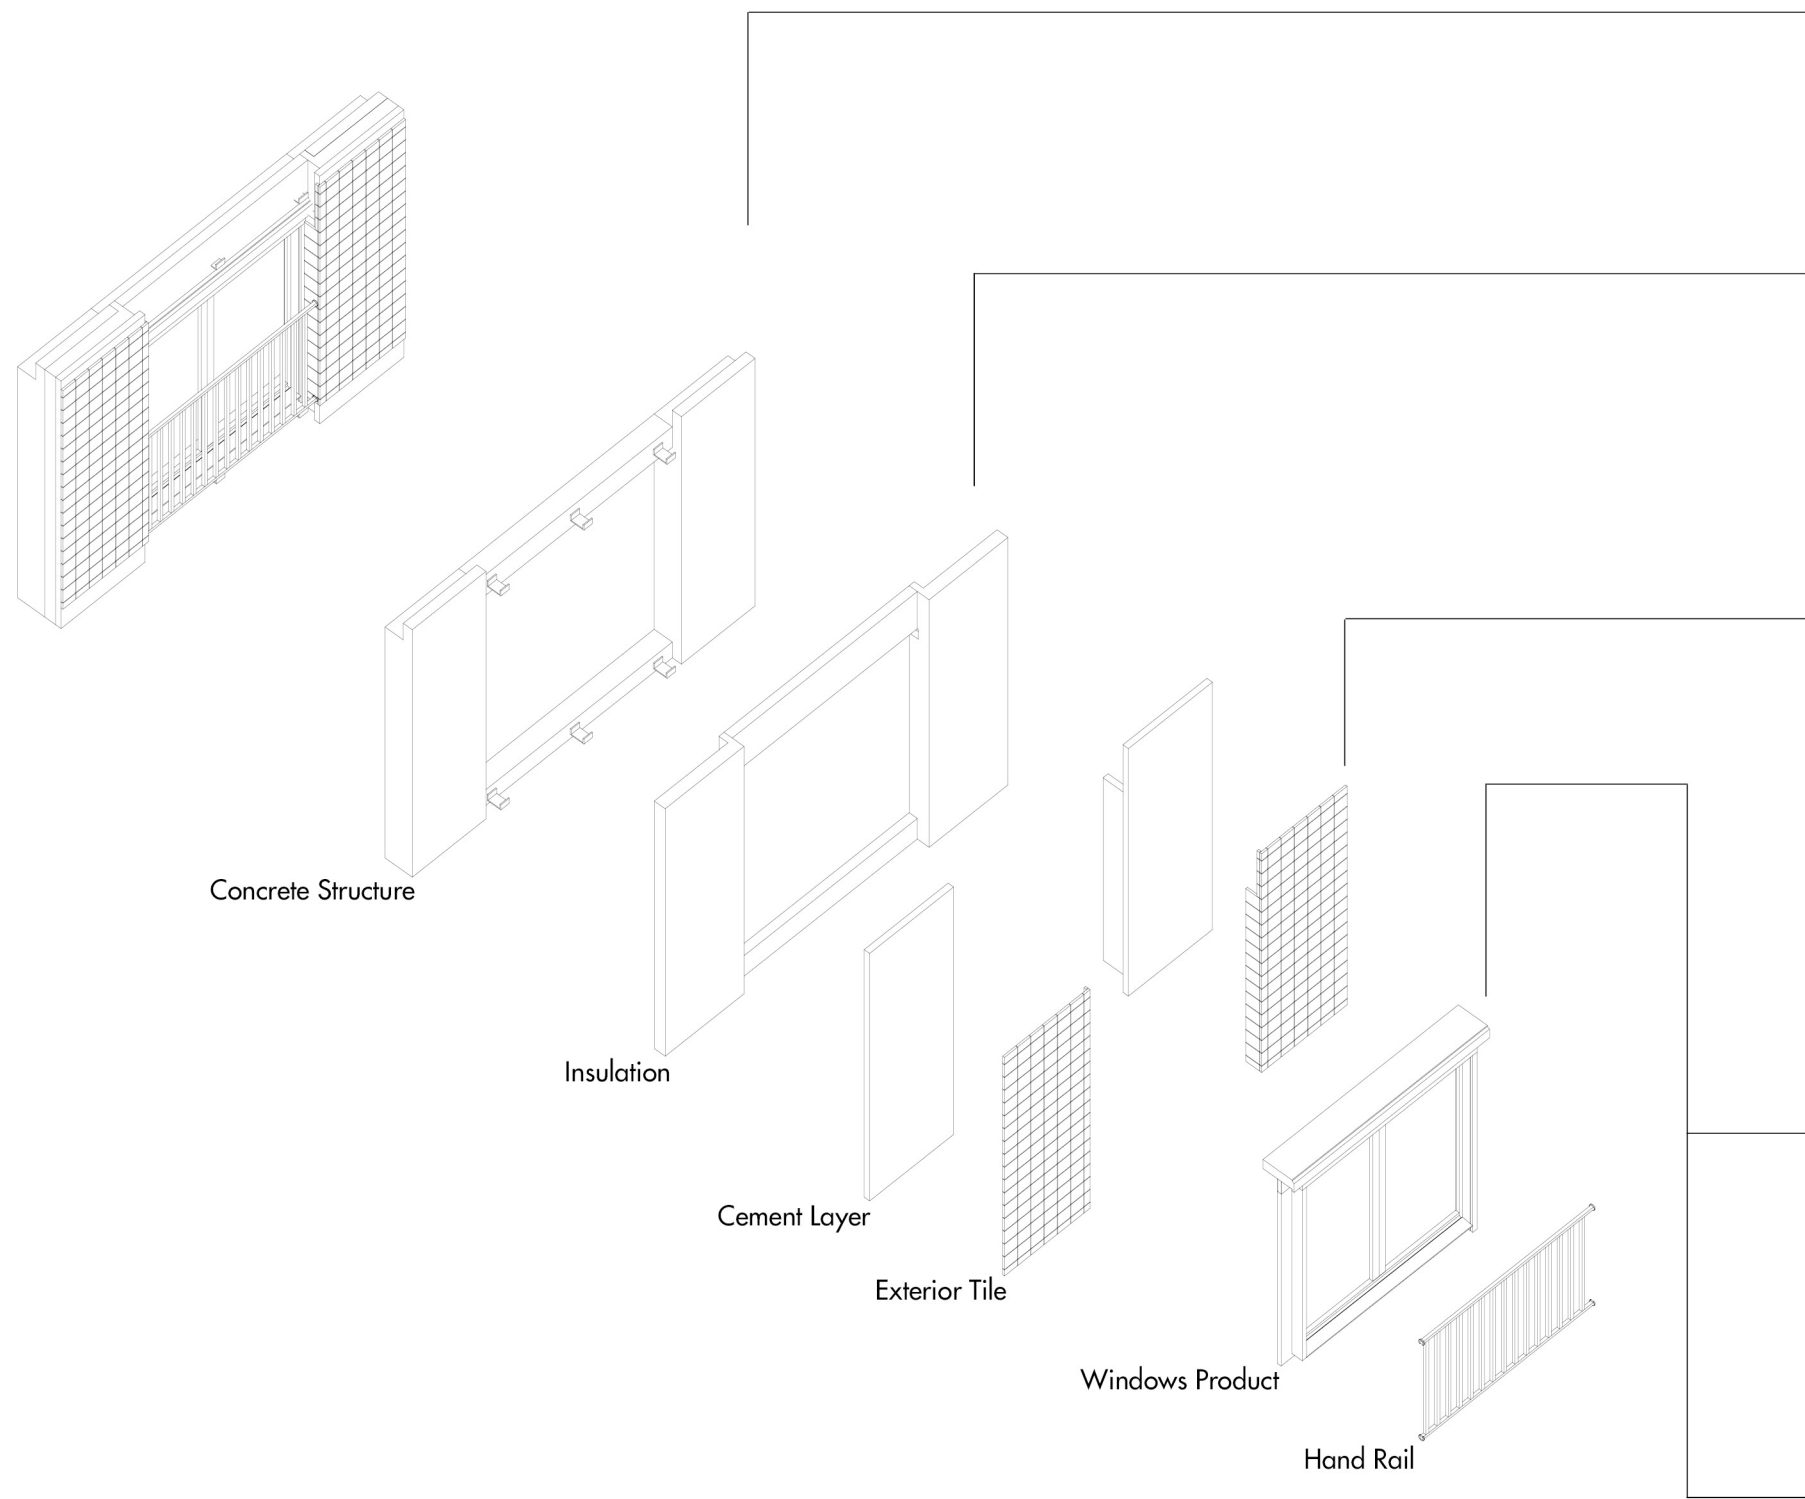 Concrete Structure
Insulation
Cement Layer
Exterior Tile
Windows Product
Hand Rail